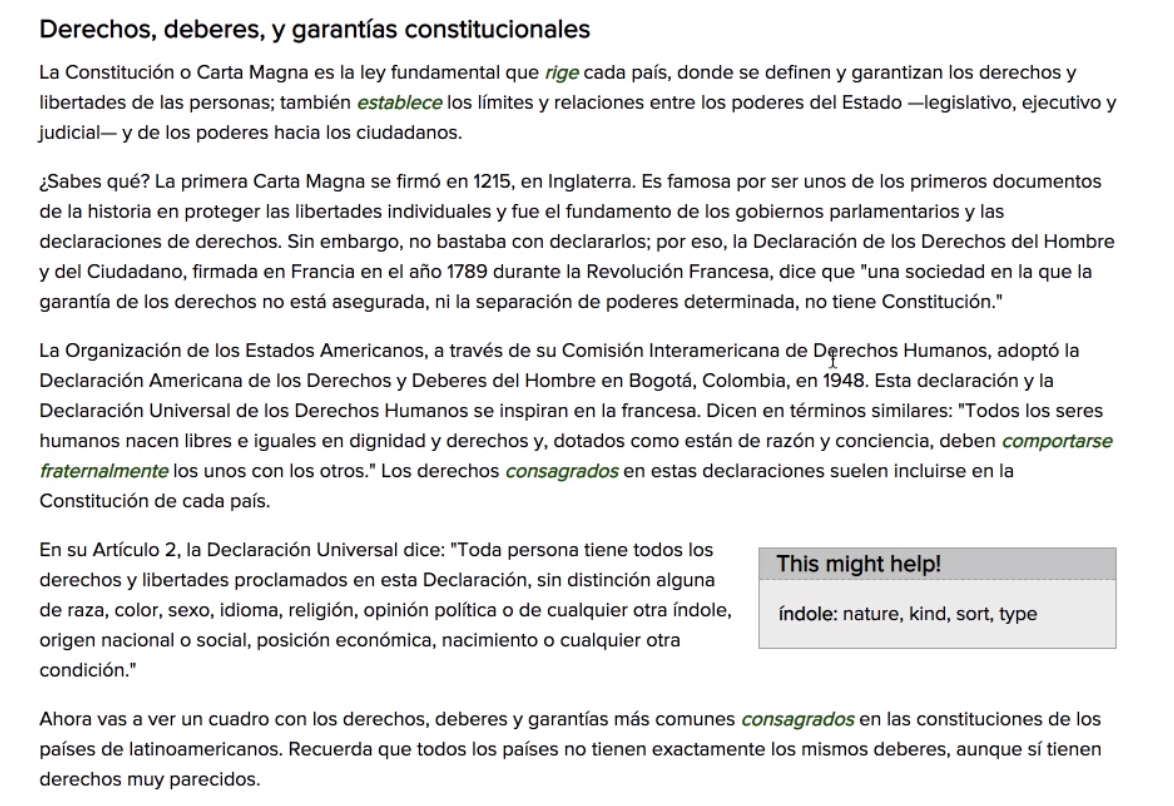 Derechos, deberes, y garantías constitucionales
La Constitución o Carta Magna es la ley fundamental que rige cada país, donde se definen y garantizan los derechos y
libertades de las personas; también establece los límites y relaciones entre los poderes del Estado —legislativo, ejecutivo y
judicial— y de los poderes hacia los ciudadanos.
¿Sabes qué? La primera Carta Magna se firmó en 1215, en Inglaterra. Es famosa por ser unos de los primeros documentos
de la historia en proteger las libertades individuales y fue el fundamento de los gobiernos parlamentarios y las
declaraciones de derechos. Sin embargo, no bastaba con declararlos; por eso, la Declaración de los Derechos del Hombre
y del Ciudadano, firmada en Francia en el año 1789 durante la Revolución Francesa, dice que "una sociedad en la que la
garantía de los derechos no está asegurada, ni la separación de poderes determinada, no tiene Constitución."
La Organización de los Estados Americanos, a través de su Comisión Interamericana de Derechos Humanos, adoptó la
Declaración Americana de los Derechos y Deberes del Hombre en Bogotá, Colombia, en 1948. Esta declaración y la
Declaración Universal de los Derechos Humanos se inspiran en la francesa. Dicen en términos similares: "Todos los seres
humanos nacen libres e iguales en dignidad y derechos y, dotados como están de razón y conciencia, deben comportarse
fraternalmente los unos con los otros." Los derechos consagrados en estas declaraciones suelen incluirse en la
Constitución de cada país.
En su Artículo 2, la Declaración Universal dice: "Toda persona tiene todos los
derechos y libertades proclamados en esta Declaración, sin distinción alguna
de raza, color, sexo, idioma, religión, opinión política o de cualquier otra índole,
origen nacional o social, posición económica, nacimiento o cualquier otra
condición."
This might help!
índole: nature, kind, sort, type
Ahora vas a ver un cuadro con los derechos, deberes y garantías más comunes consagrados en las constituciones de los
países de latinoamericanos. Recuerda que todos los países no tienen exactamente los mismos deberes, aunque sí tienen
derechos muy parecidos.